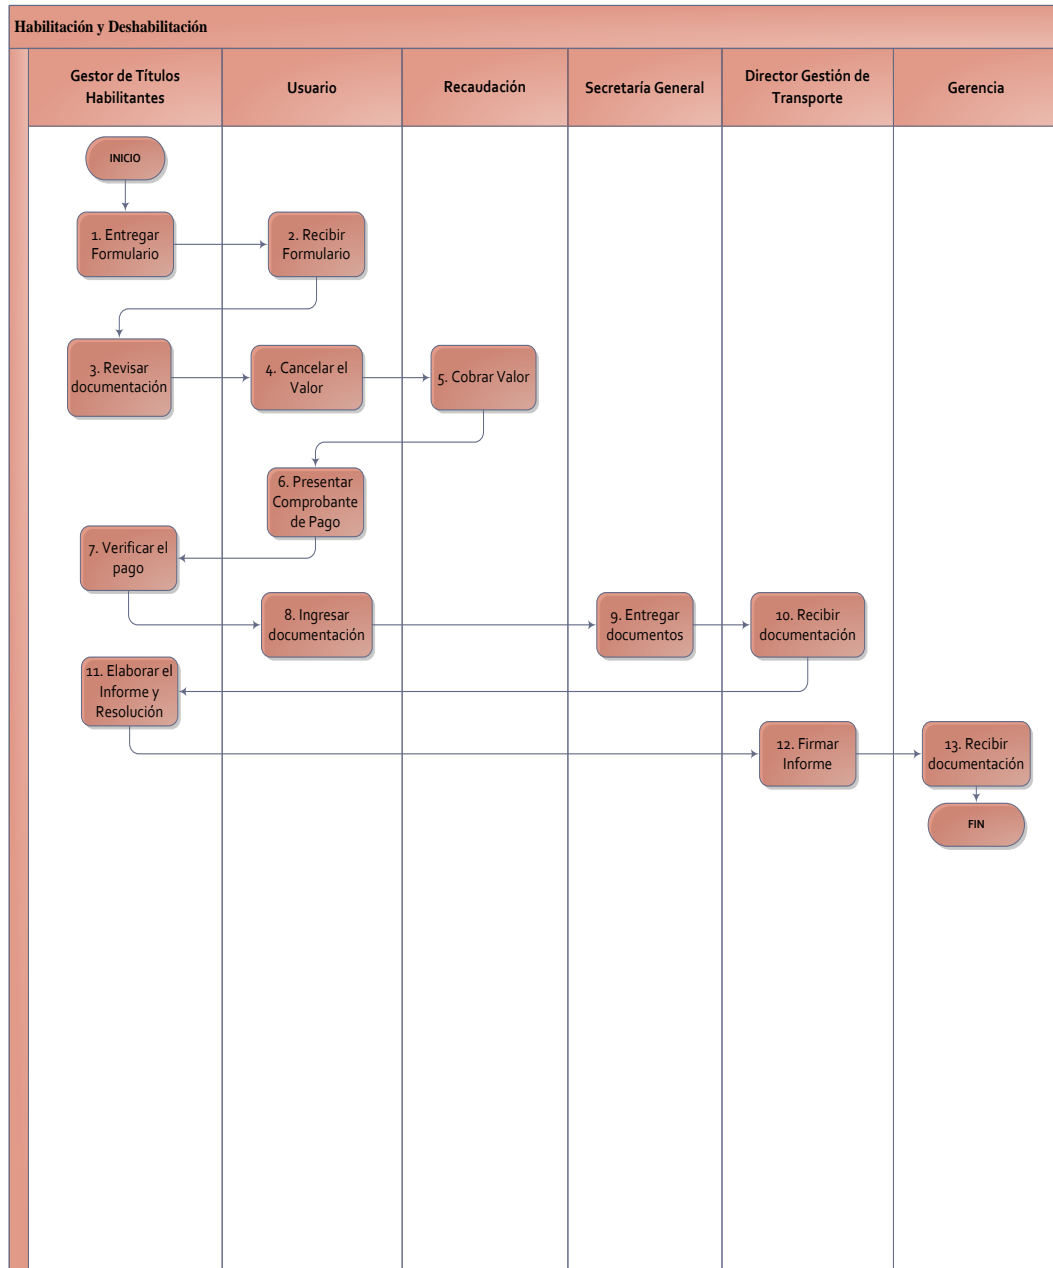 Habilitación y Deshabilitación
Gestor de Títulos
Habilitantes
Usuario
Recaudación
Secretaría General
Director Gestión de
Transporte
Gerencia
INICIO
1. Entregar
Formulario
2. Recibir
Formulario
3. Revisar
documentación
4. Cancelar el
Valor
5. Cobrar Valor
6. Presentar
Comprobante
de Pago
7. Verificar el
pago
8. Ingresar
documentación
9. Entregar
documentos
10. Recibir
documentación
11. Elaborar el
Informe y
Resolución
12. Firmar
Informe
13. Recibir
documentación
FIN